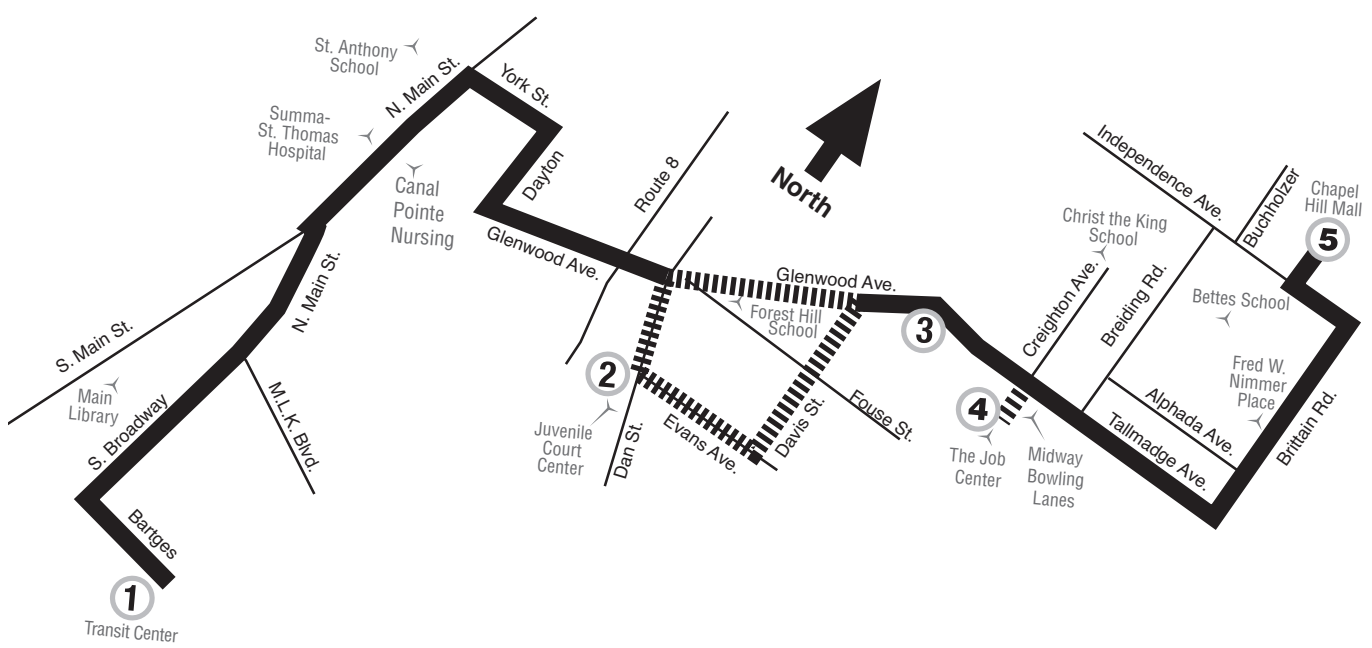 St. Anthony
School
N. Main St.
York St.
Summa-
St. Thomas
Hospital
Canal
Pointe
Nursing
Dayton
Route 8
North
Independence Ave.
Buchholzer
Chapel
Hill Mall
5
Christ the King
School
Glenwood Ave.
Glenwood Ave.
Forest Hill
School
3
Creighton Ave.
Breiding Rd.
Bettes School
N. Main St.
S. Main St.
Main
Library
S. Broadway
M.L.K. Blvd.
2
Juvenile
Court
Center
Dan St.
Evans Ave.
Davis St.
Fouse St.
4
The Job
Center
Midway
Bowling
Lanes
Fred W.
Nimmer
Place
Alphada Ave.
Tallmadge Ave.
Brittain Rd.
Bartges
1
Transit Center